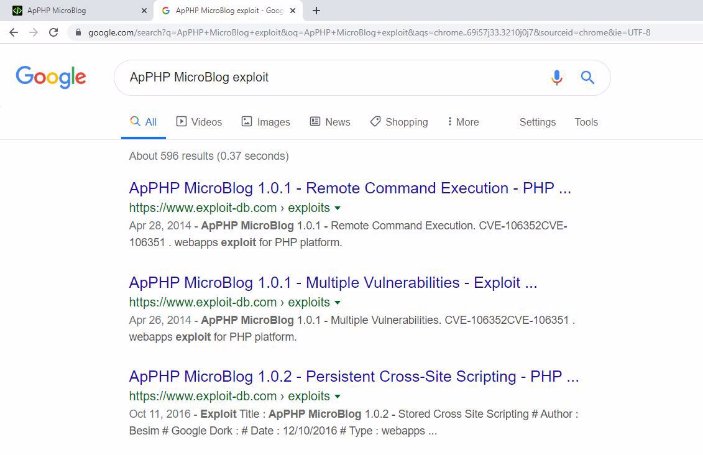 ApPHP MicroBlog
ApPHP MicroBlog exploit - Goog
google.com/search?q=ApPHP+MicroBlog+exploit&oq=ApPHP+MicroBlog+exploit&aqs=chrome..69i57j33.3210j0j7&sourceid=chrome&ie=UTF-8
Google
ApPHP MicroBlog exploit
All Videos Images News Shopping More Settings Tools
About 596 results (0.37 seconds)
ApPHP MicroBlog 1.0.1 - Remote Command Execution - PHP ...
https://www.exploit-db.com › exploits
Apr 28, 2014 - ApPHP MicroBlog 1.0.1 - Remote Command Execution. CVE-106352CVE-
106351 . webapps exploit for PHP platform.
ApPHP MicroBlog 1.0.1 - Multiple Vulnerabilities - Exploit ...
https://www.exploit-db.com › exploits
Apr 26, 2014 - ApPHP MicroBlog 1.0.1 - Multiple Vulnerabilities. CVE-106352CVE-106351 .
webapps exploit for PHP platform.
ApPHP MicroBlog 1.0.2 - Persistent Cross-Site Scripting - PHP ...
https://www.exploit-db.com › exploits
Oct 11, 2016 - Exploit Title : ApPHP MicroBlog 1.0.2 - Stored Cross Site Scripting # Author :
Besim # Google Dork : # Date : 12/10/2016 # Type : webapps ...